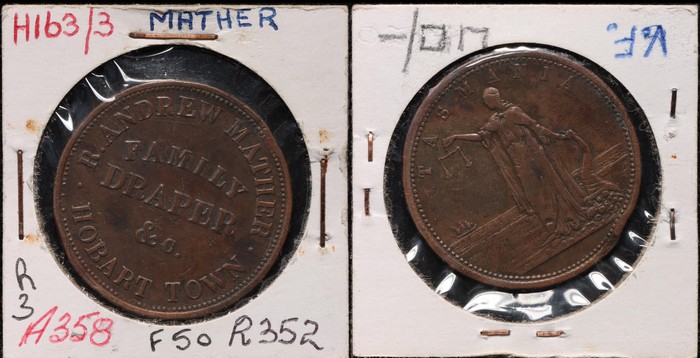 H163/3 MATHER
R. ANDREW MATHER
FAMILY
DRAPER
&c.
HOBART TOWN
R
3
A358
F50 R352
VF.
TASMANIA